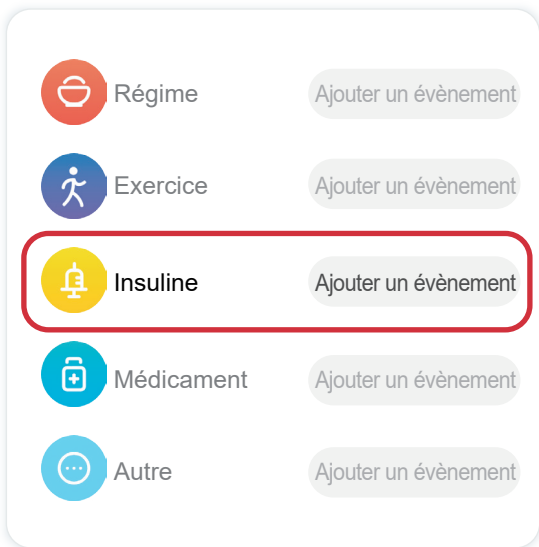 Régime Ajouter un évènement
Exercice Ajouter un évènement
Insuline Ajouter un évènement
Médicament Ajouter un évènement
Autre Ajouter un évènement